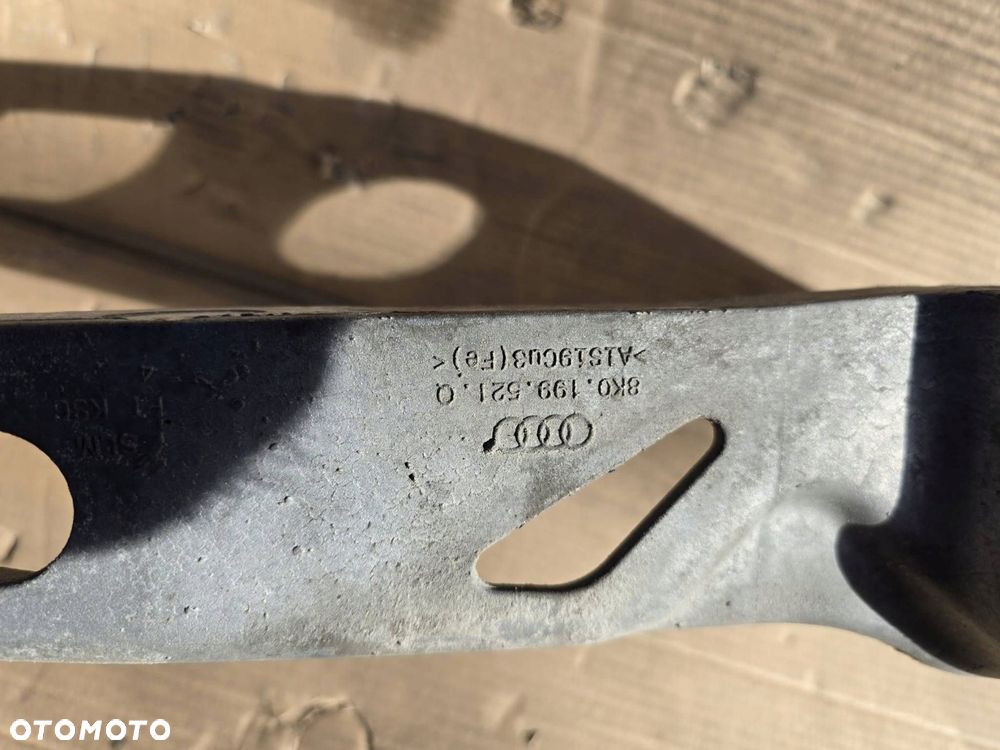 8K0.199.521.Q
>AlSi9Cu3(Fe)<
OTOMOTO